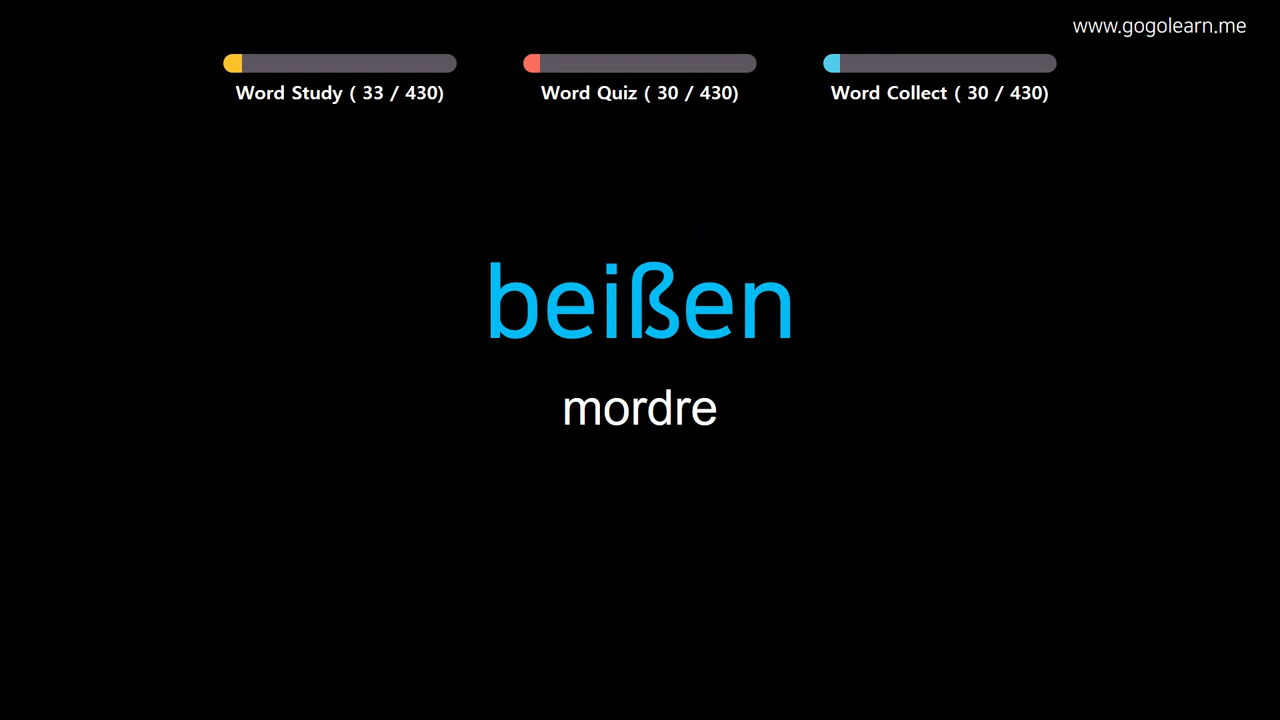 www.gogolearn.me
Word Study ( 33 / 430)
Word Quiz ( 30 / 430)
Word Collect ( 30 / 430)
beißen
mordre